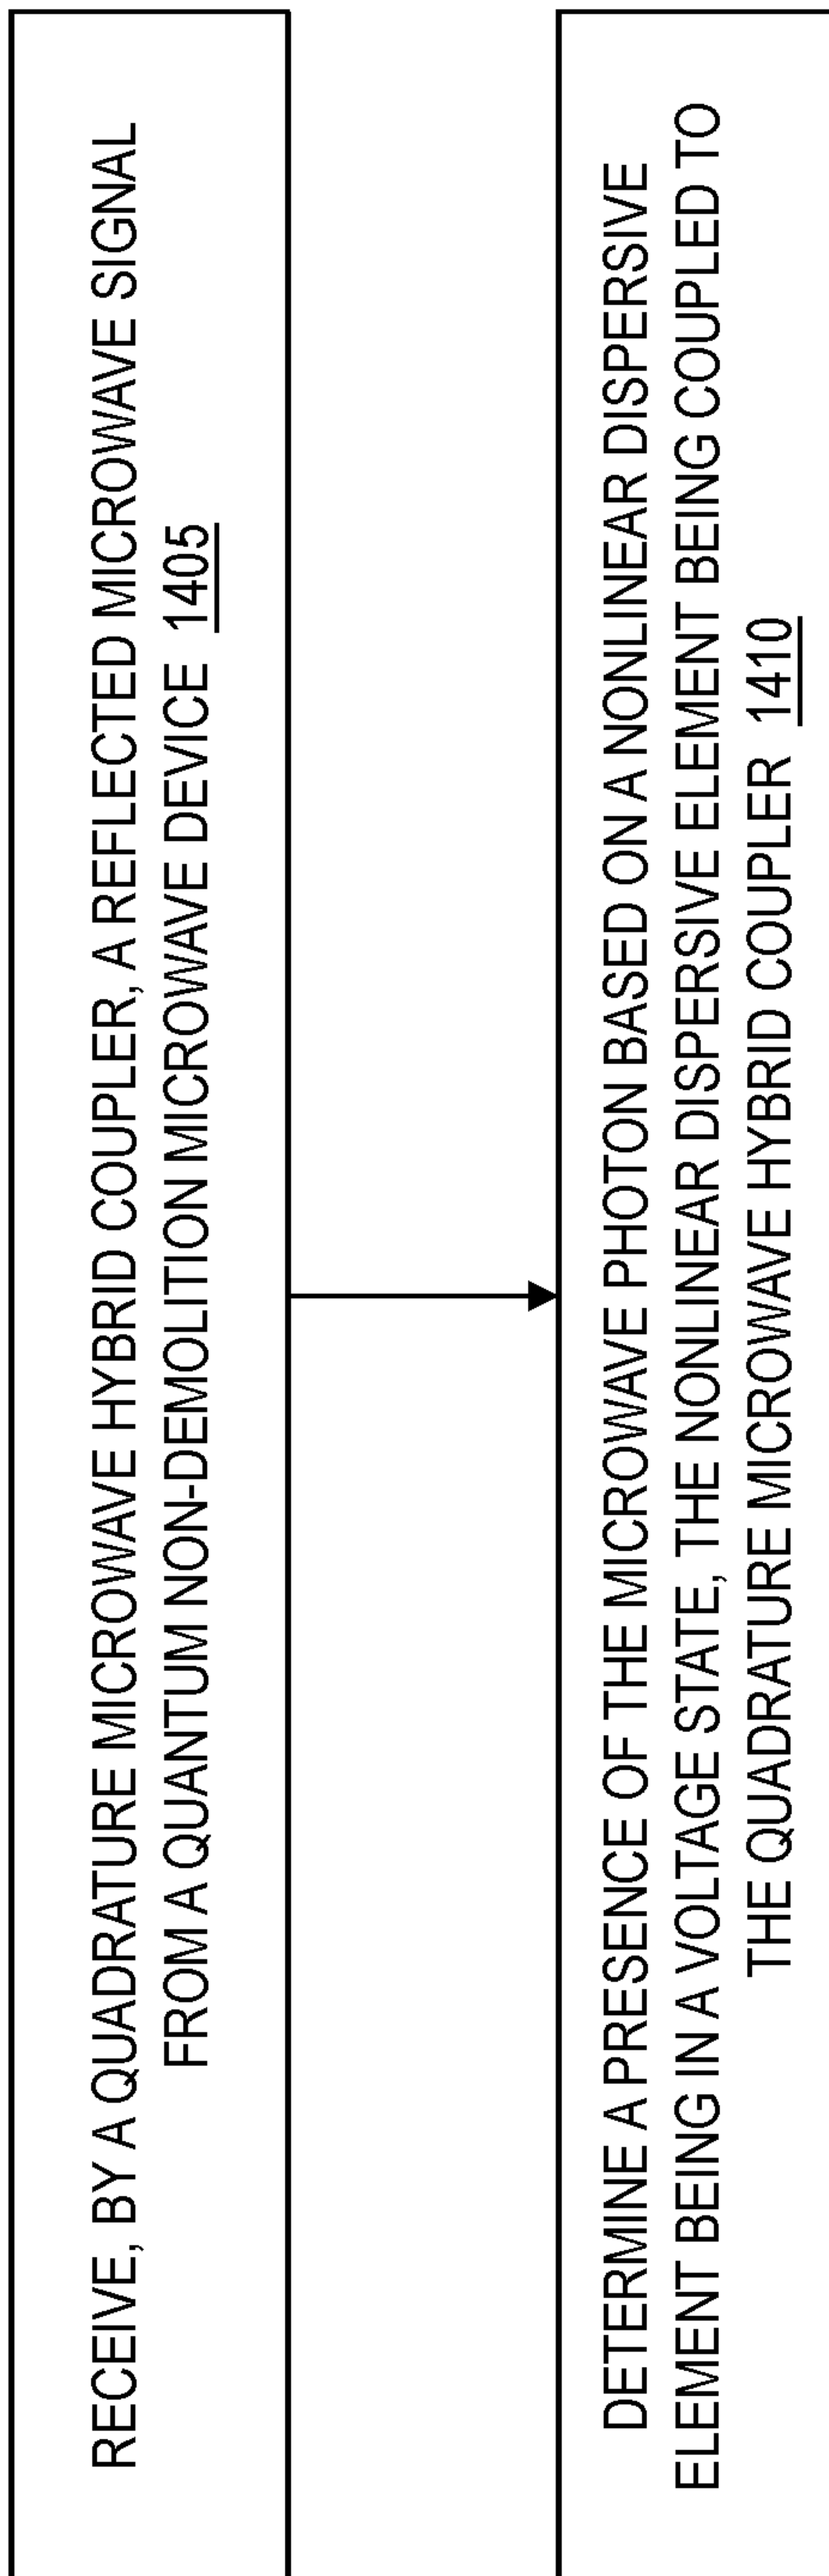 RECEIVE, BY A QUADRATURE MICROWAVE HYBRID COUPLER, A REFLECTED MICROWAVE SIGNAL
FROM A QUANTUM NON-DEMOLITION MICROWAVE DEVICE 1405
DETERMINE A PRESENCE OF THE MICROWAVE PHOTON BASED ON A NONLINEAR DISPERSIVE
ELEMENT BEING IN A VOLTAGE STATE, THE NONLINEAR DISPERSIVE ELEMENT BEING COUPLED TO
THE QUADRATURE MICROWAVE HYBRID COUPLER 1410